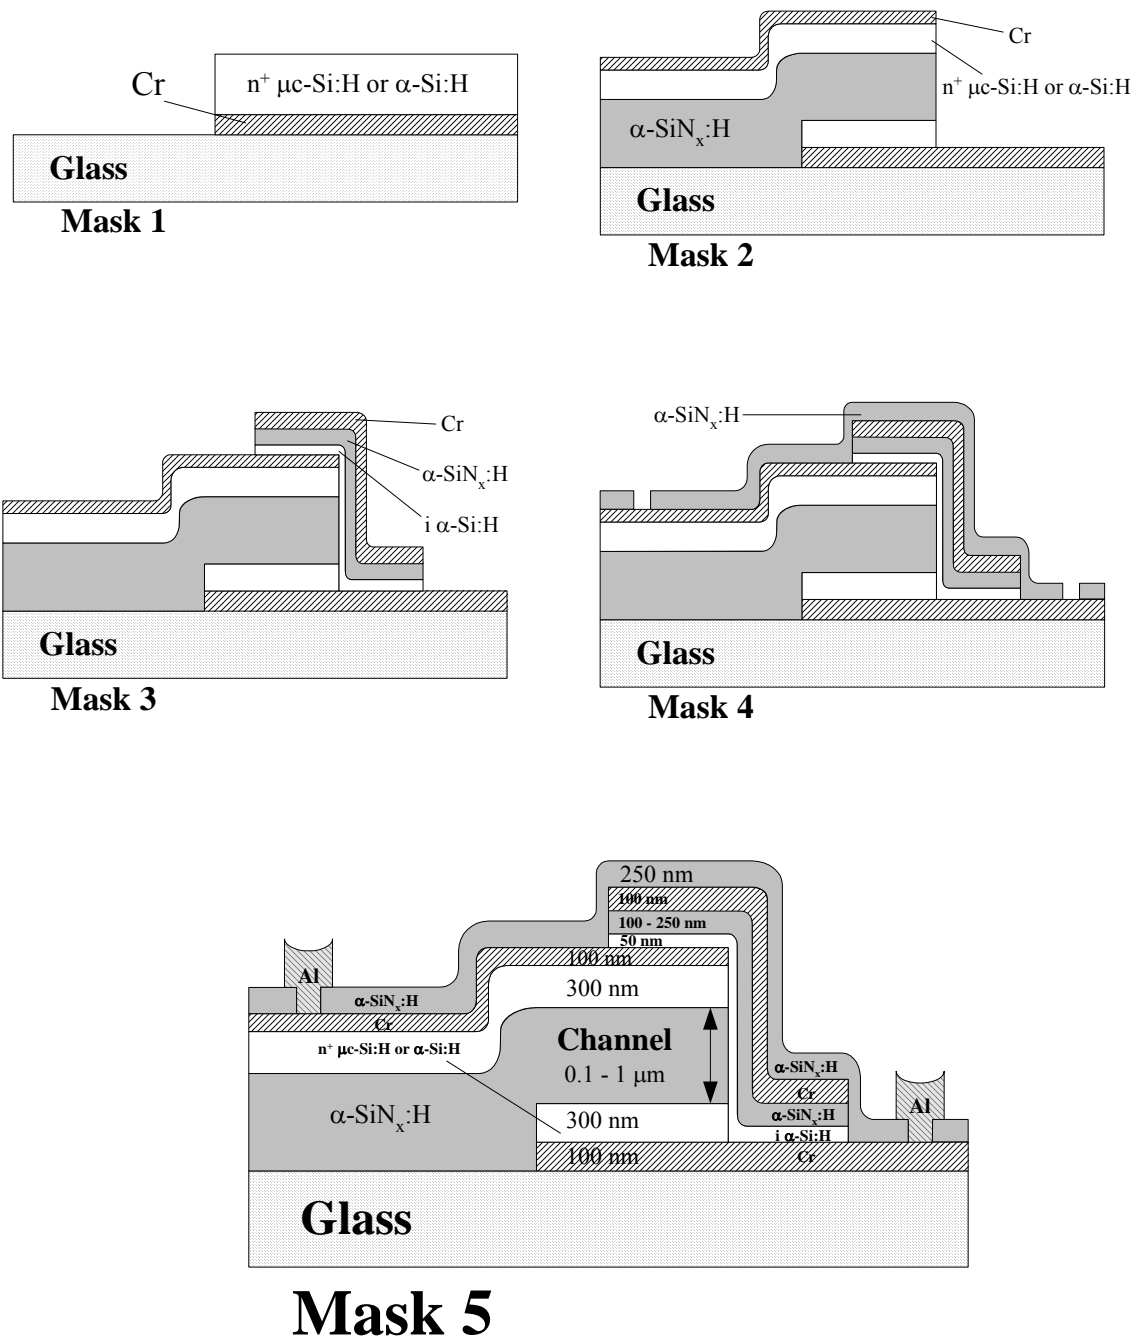 Cr
n⁺ μc-Si:H or α-Si:H
Glass
Mask 1
Cr
n⁺ μc-Si:H or α-Si:H
α-SiNₓ:H
Glass
Mask 2
Cr
α-SiNₓ:H
i α-Si:H
Glass
Mask 3
α-SiNₓ:H
Glass
Mask 4
250 nm
100 nm
100 - 250 nm
50 nm
100 nm
Al
α-SiNₓ:H
300 nm
Cr
n⁺ μc-Si:H or α-Si:H
Channel
0.1 - 1 μm
α-SiNₓ:H
Cr
Al
α-SiNₓ:H
α-SiNₓ:H
300 nm
i α-Si:H
100 nm
Cr
Glass
Mask 5